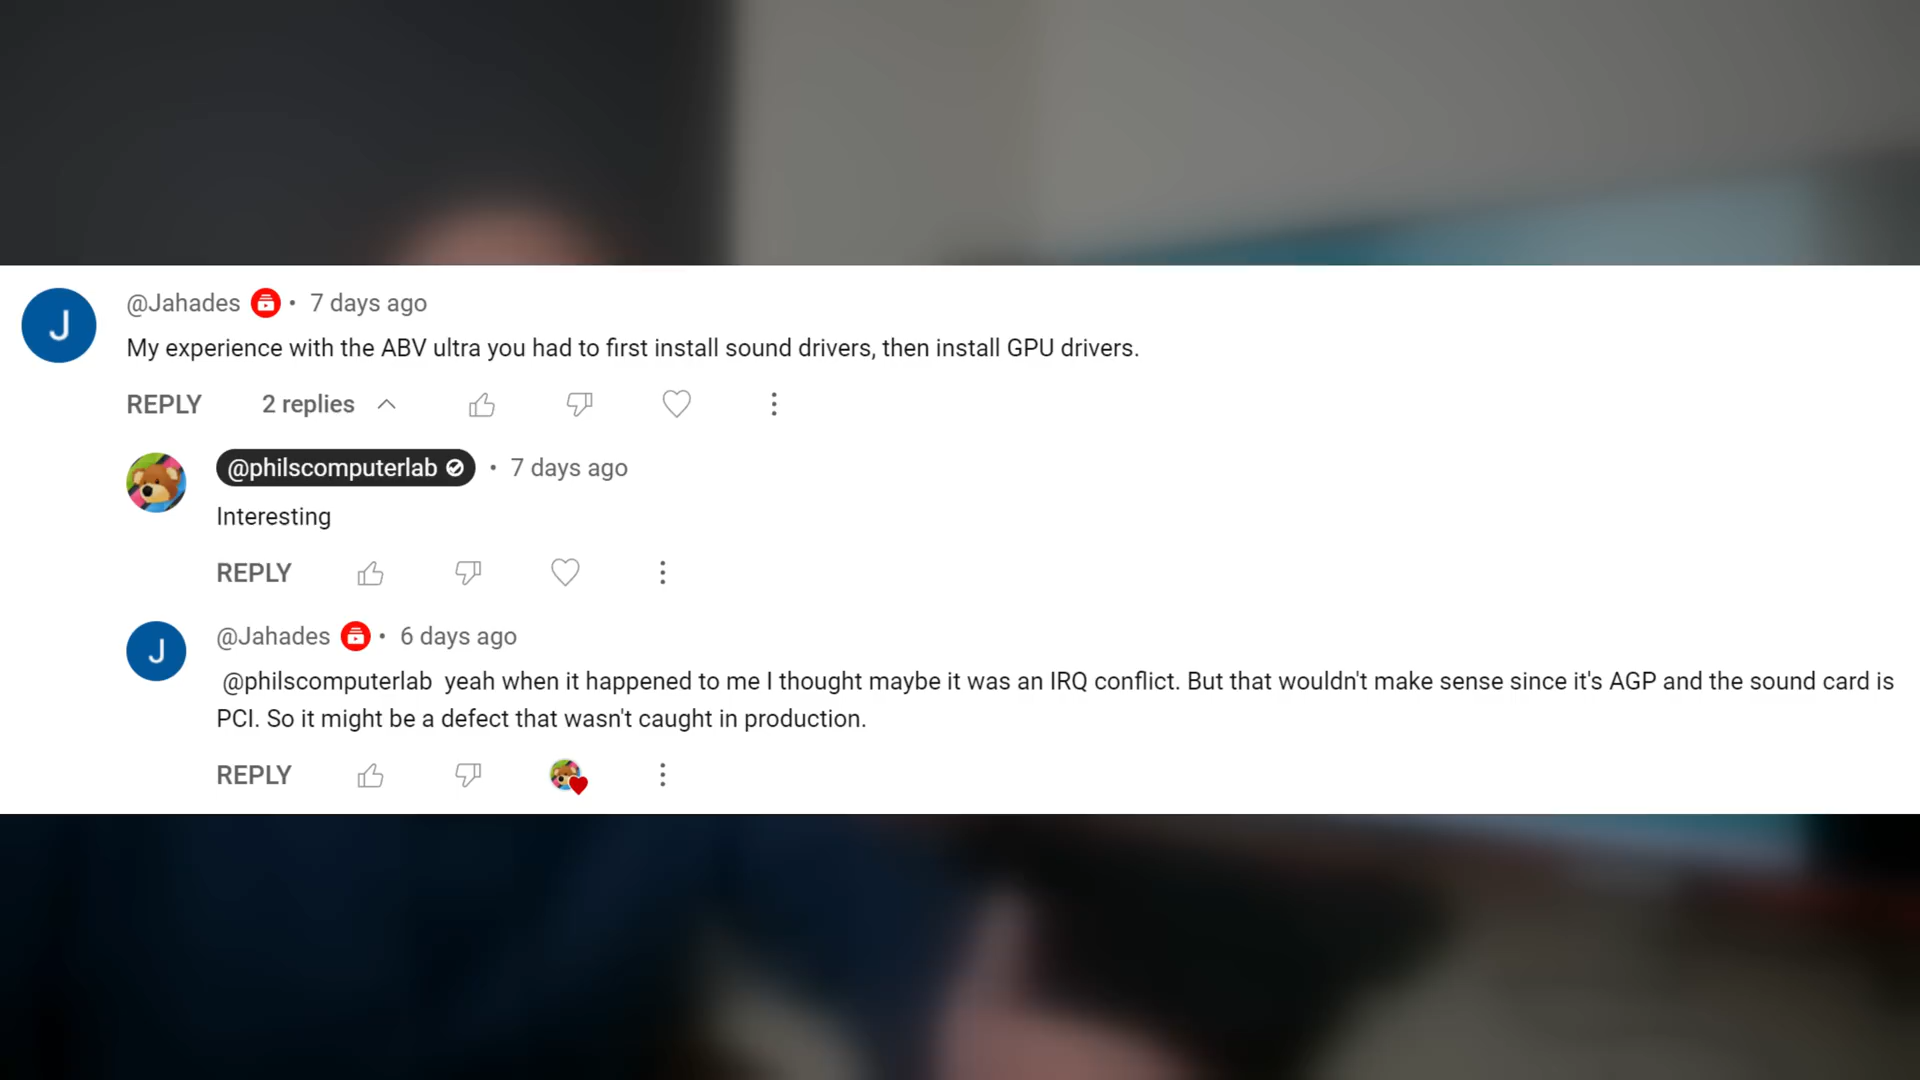 J
@Jahades • 7 days ago
My experience with the ABV ultra you had to first install sound drivers, then install GPU drivers.
REPLY 2 replies
@philscomputerlab • 7 days ago
Interesting
REPLY
J
@Jahades • 6 days ago
@philscomputerlab yeah when it happened to me I thought maybe it was an IRQ conflict. But that wouldn't make sense since it's AGP and the sound card is
PCI. So it might be a defect that wasn't caught in production.
REPLY